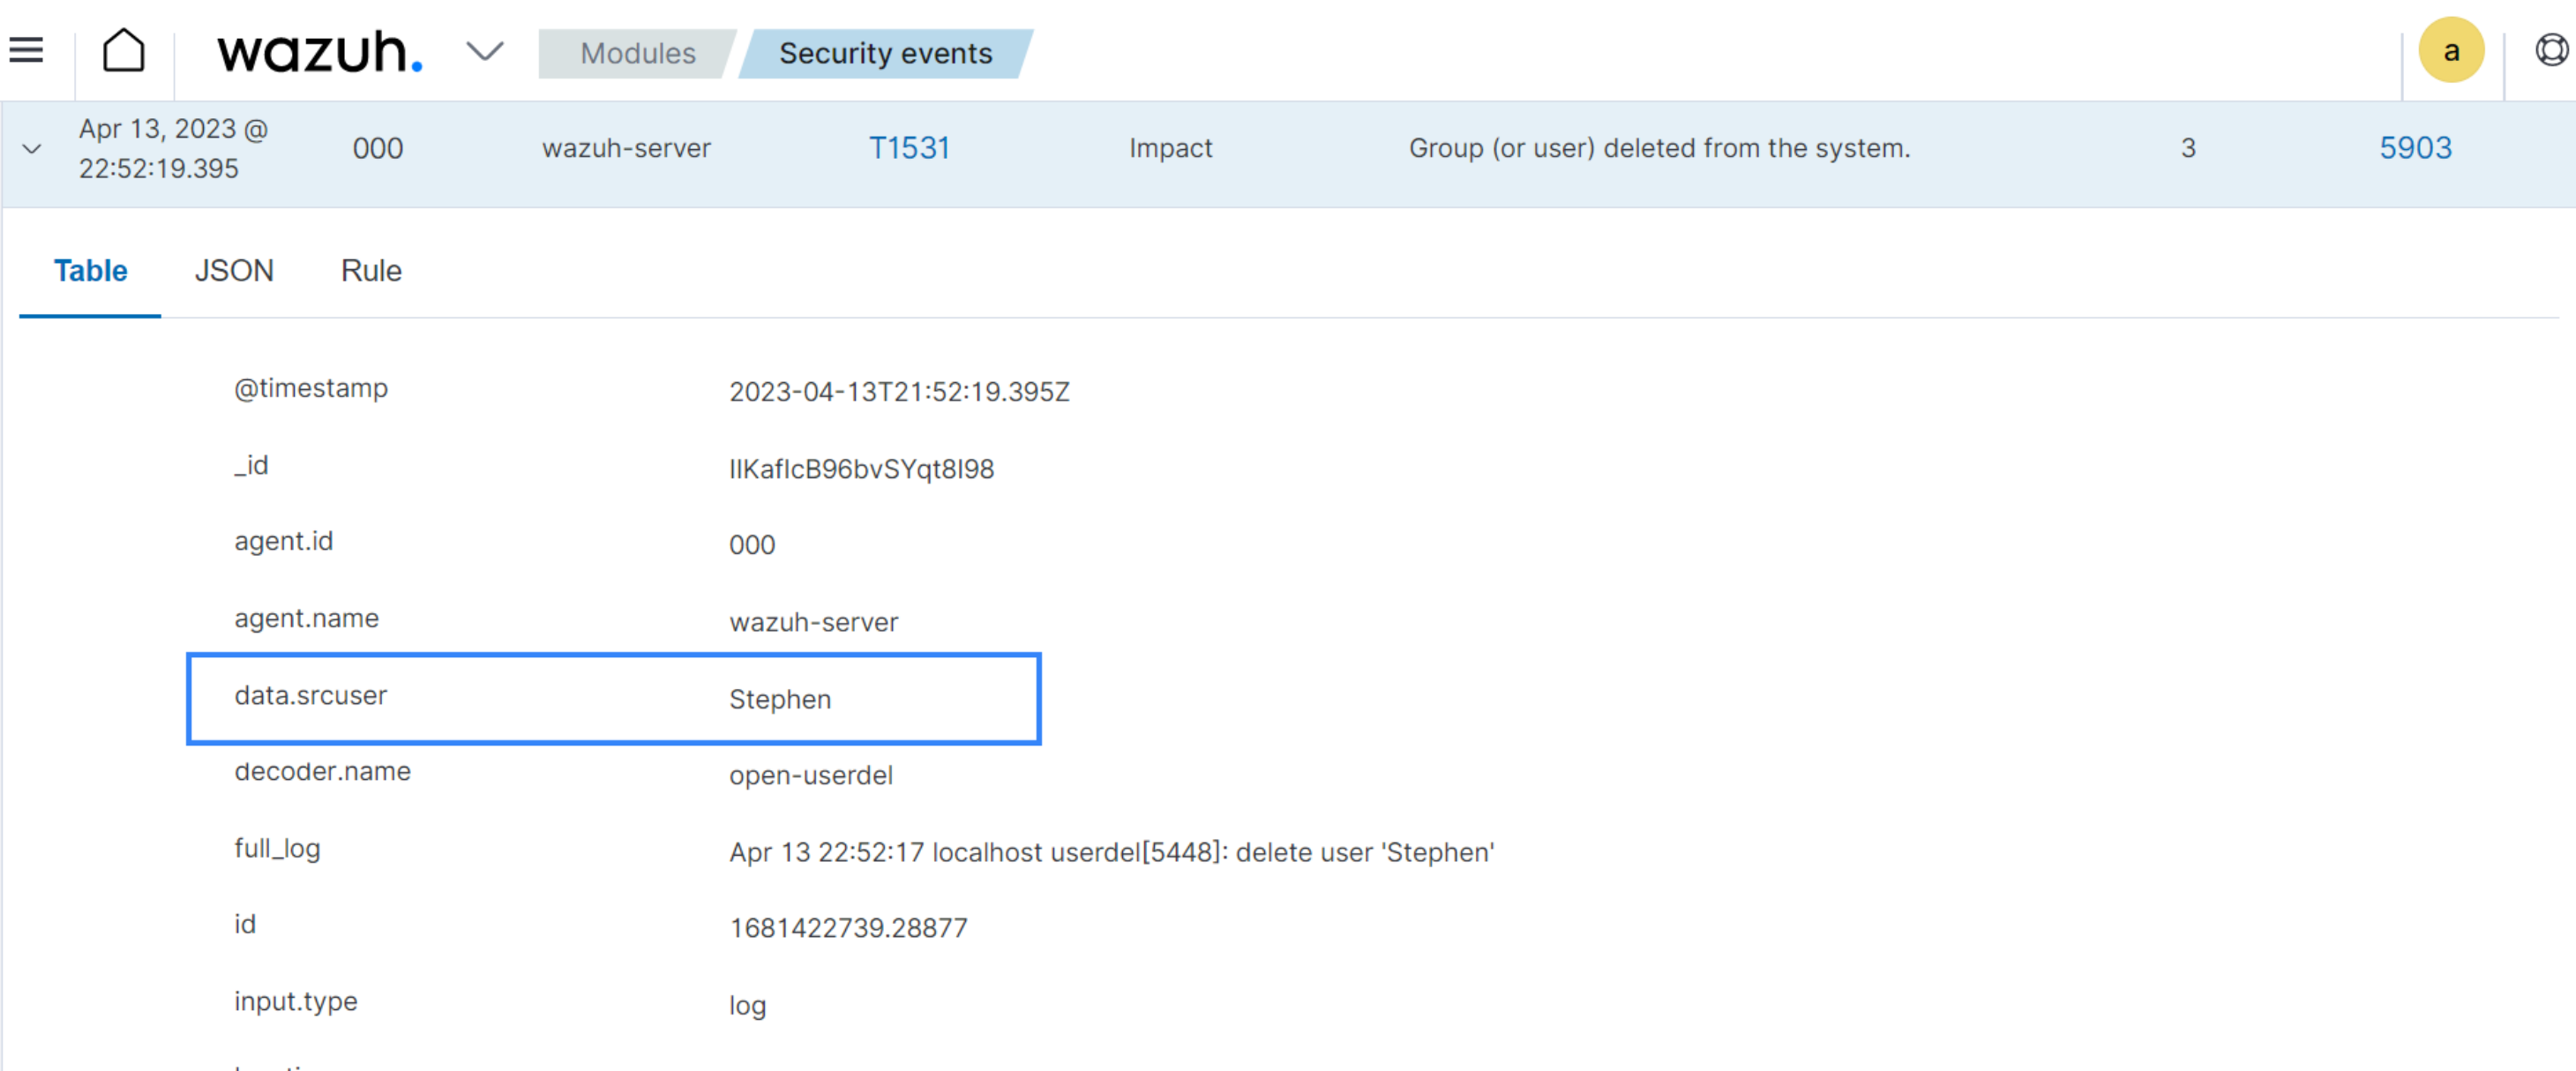 wazuh. Modules Security events a
Apr 13, 2023 @ 22:52:19.395 000 wazuh-server T1531 Impact Group (or user) deleted from the system. 3 5903
Table JSON Rule
@timestamp 2023-04-13T21:52:19.395Z
_id IIKafIcB96bvSYqt8I98
agent.id 000
agent.name wazuh-server
data.srcuser Stephen
decoder.name open-userdel
full_log Apr 13 22:52:17 localhost userdel[5448]: delete user 'Stephen'
id 1681422739.28877
input.type log